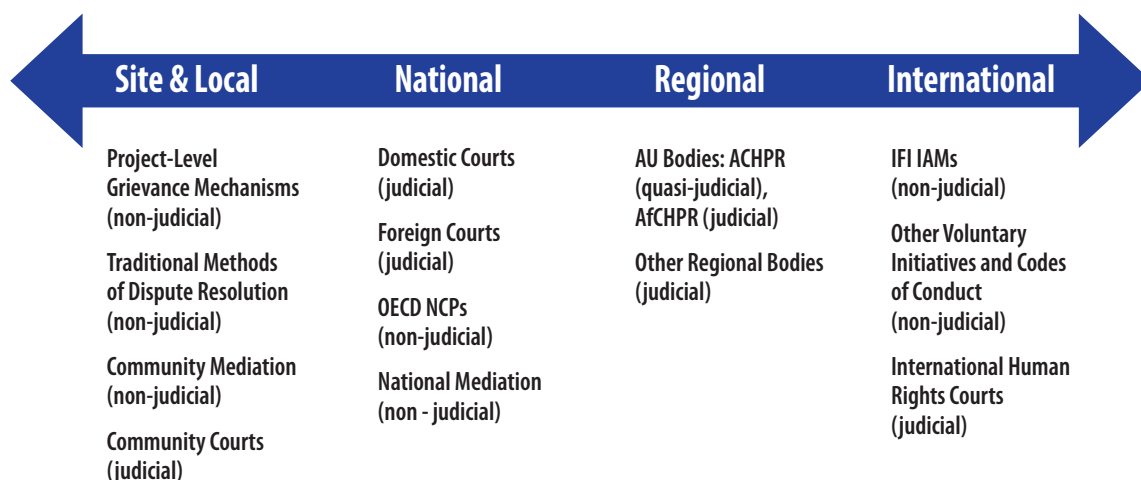 Site & Local
National
Regional
International
Project-Level
Grievance Mechanisms
(non-judicial)
Traditional Methods
of Dispute Resolution
(non-judicial)
Community Mediation
(non-judicial)
Community Courts
(judicial)
Domestic Courts
(judicial)
Foreign Courts
(judicial)
OECD NCPs
(non-judicial)
National Mediation
(non - judicial)
AU Bodies: ACHPR
(quasi-judicial),
AfCHPR (judicial)
Other Regional Bodies
(judicial)
IFI IAMs
(non-judicial)
Other Voluntary
Initiatives and Codes
of Conduct
(non-judicial)
International Human
Rights Courts
(judicial)